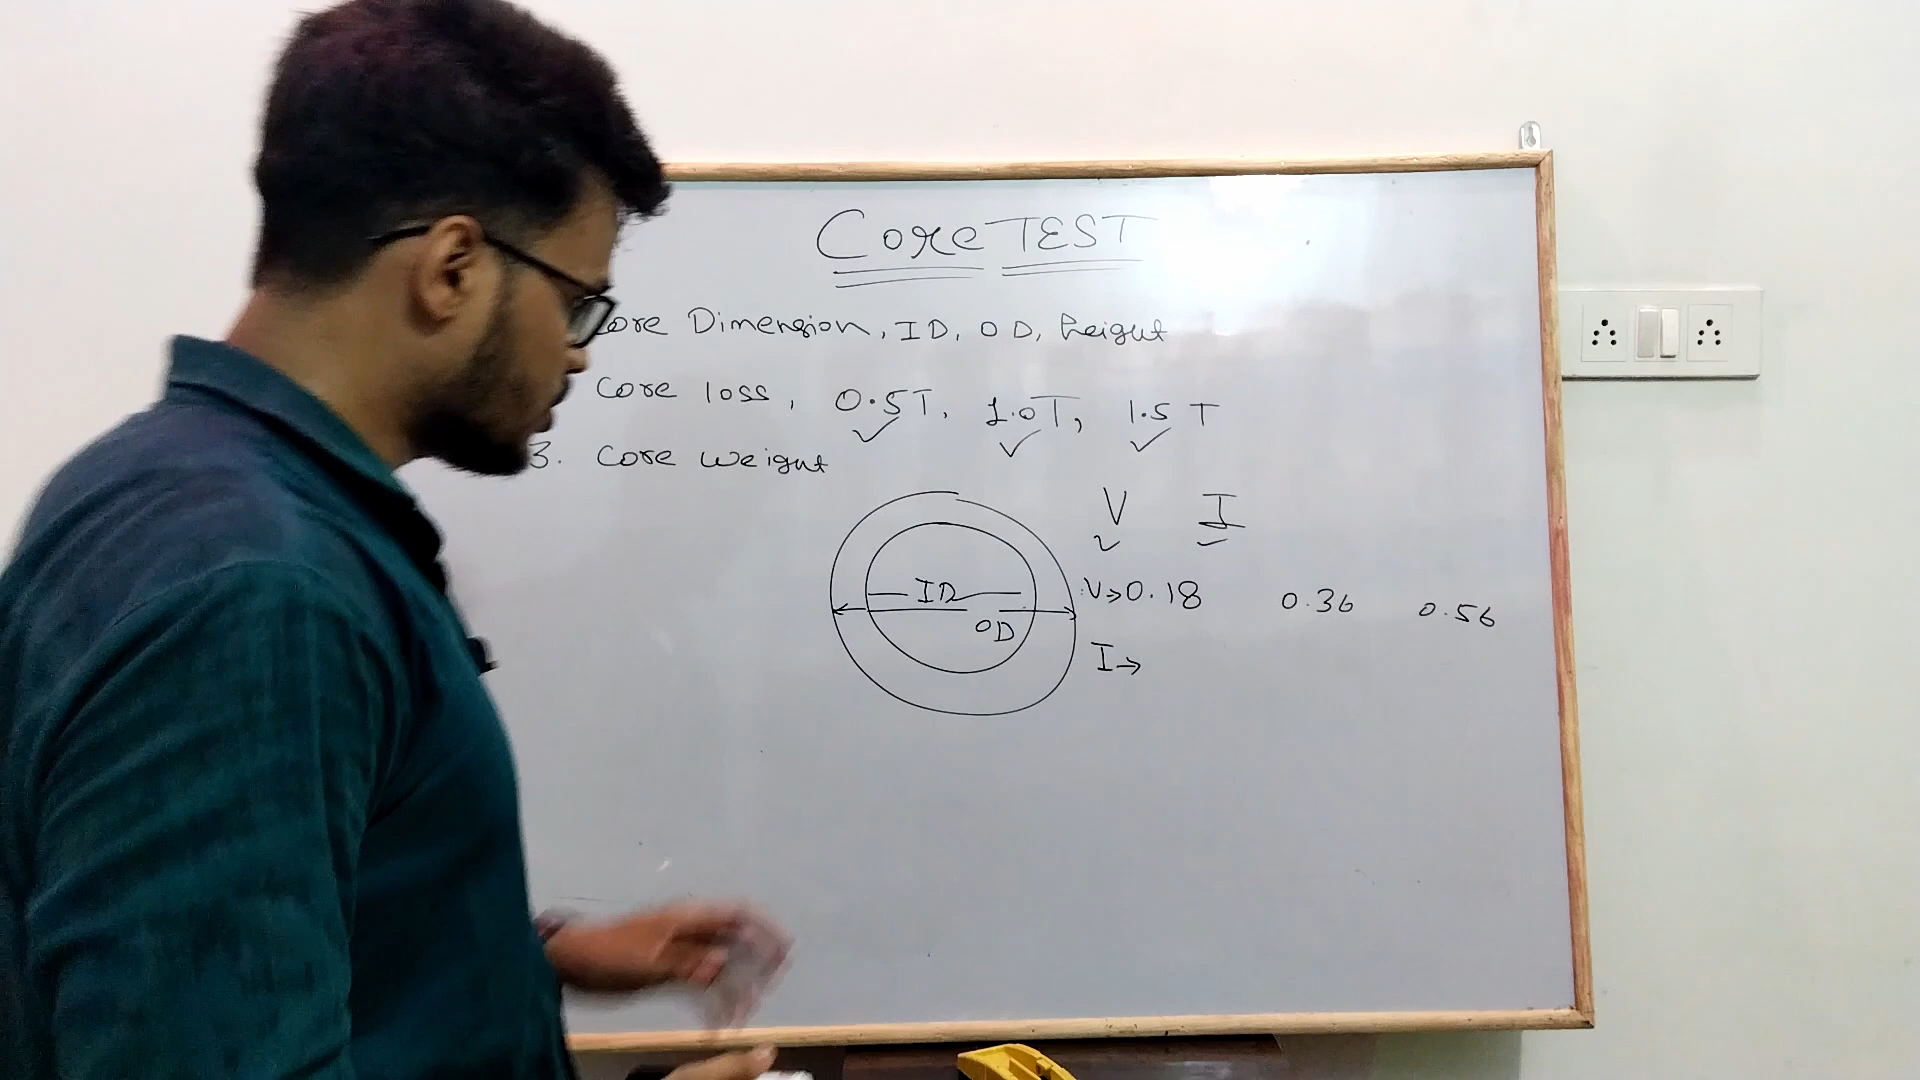 Core TEST
Core Dimension, ID, OD, height
Core loss, 0.5T, 1.0T, 1.5 T
3. Core weight
V I
ID
V→0.18 0.36 0.56
OD
I→